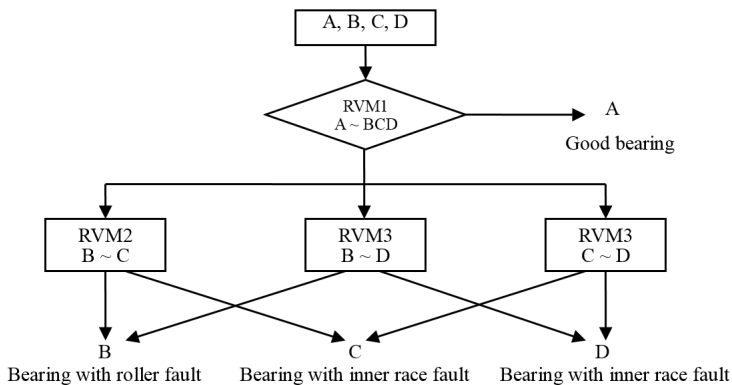 A, B, C, D
RVM1
A ~ BCD
A
Good bearing
RVM2
B ~ C
RVM3
B ~ D
RVM3
C ~ D
B
Bearing with roller fault
C
Bearing with inner race fault
D
Bearing with inner race fault